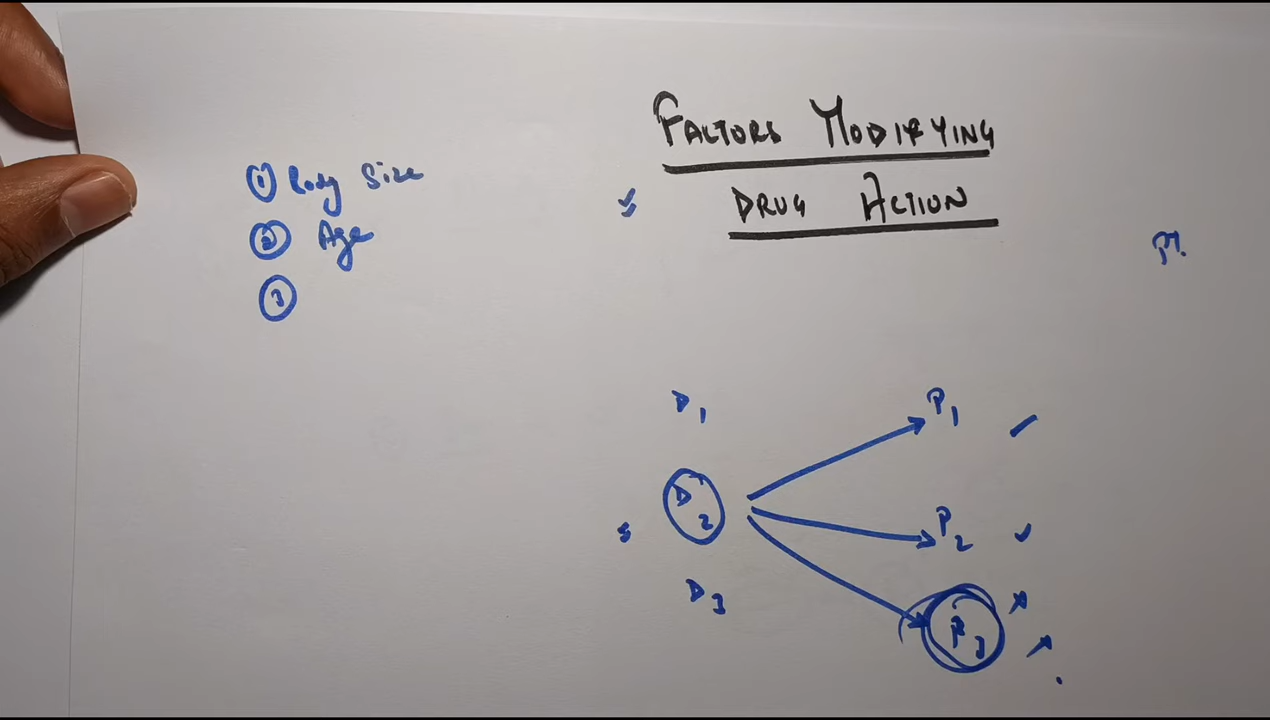 FACTORS MODIFYING
DRUG ACTION
① Body Size
② Age
③
D1
D2
D3
P1
P2
P3